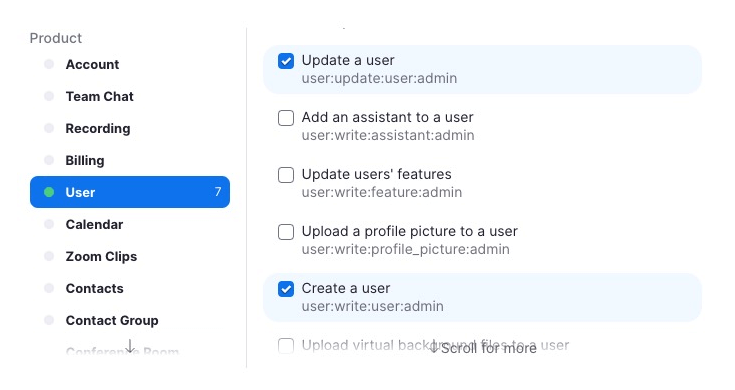 Product
Account
Team Chat
Recording
Billing
User 7
Calendar
Zoom Clips
Contacts
Contact Group
Conference Room
Update a user
user:update:user:admin
Add an assistant to a user
user:write:assistant:admin
Update users' features
user:write:feature:admin
Upload a profile picture to a user
user:write:profile_picture:admin
Create a user
user:write:user:admin
Upload virtual background files to a user
Scroll for more